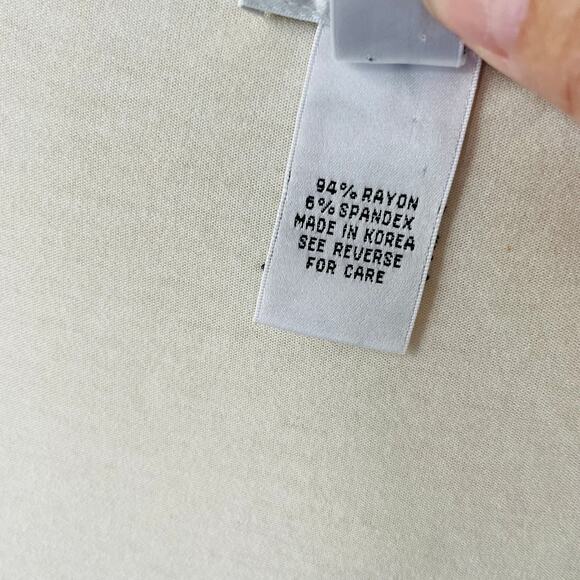 94% RAYON
6% SPANDEX
MADE IN KOREA
SEE REVERSE
FOR CARE